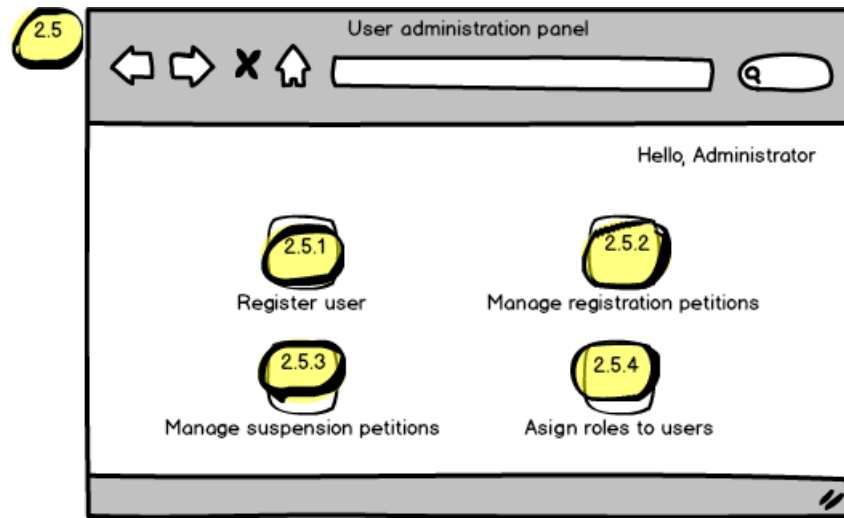 2.5
User administration panel
Hello, Administrator
2.5.1
2.5.2
Register user
Manage registration petitions
2.5.3
2.5.4
Manage suspension petitions
Asign roles to users